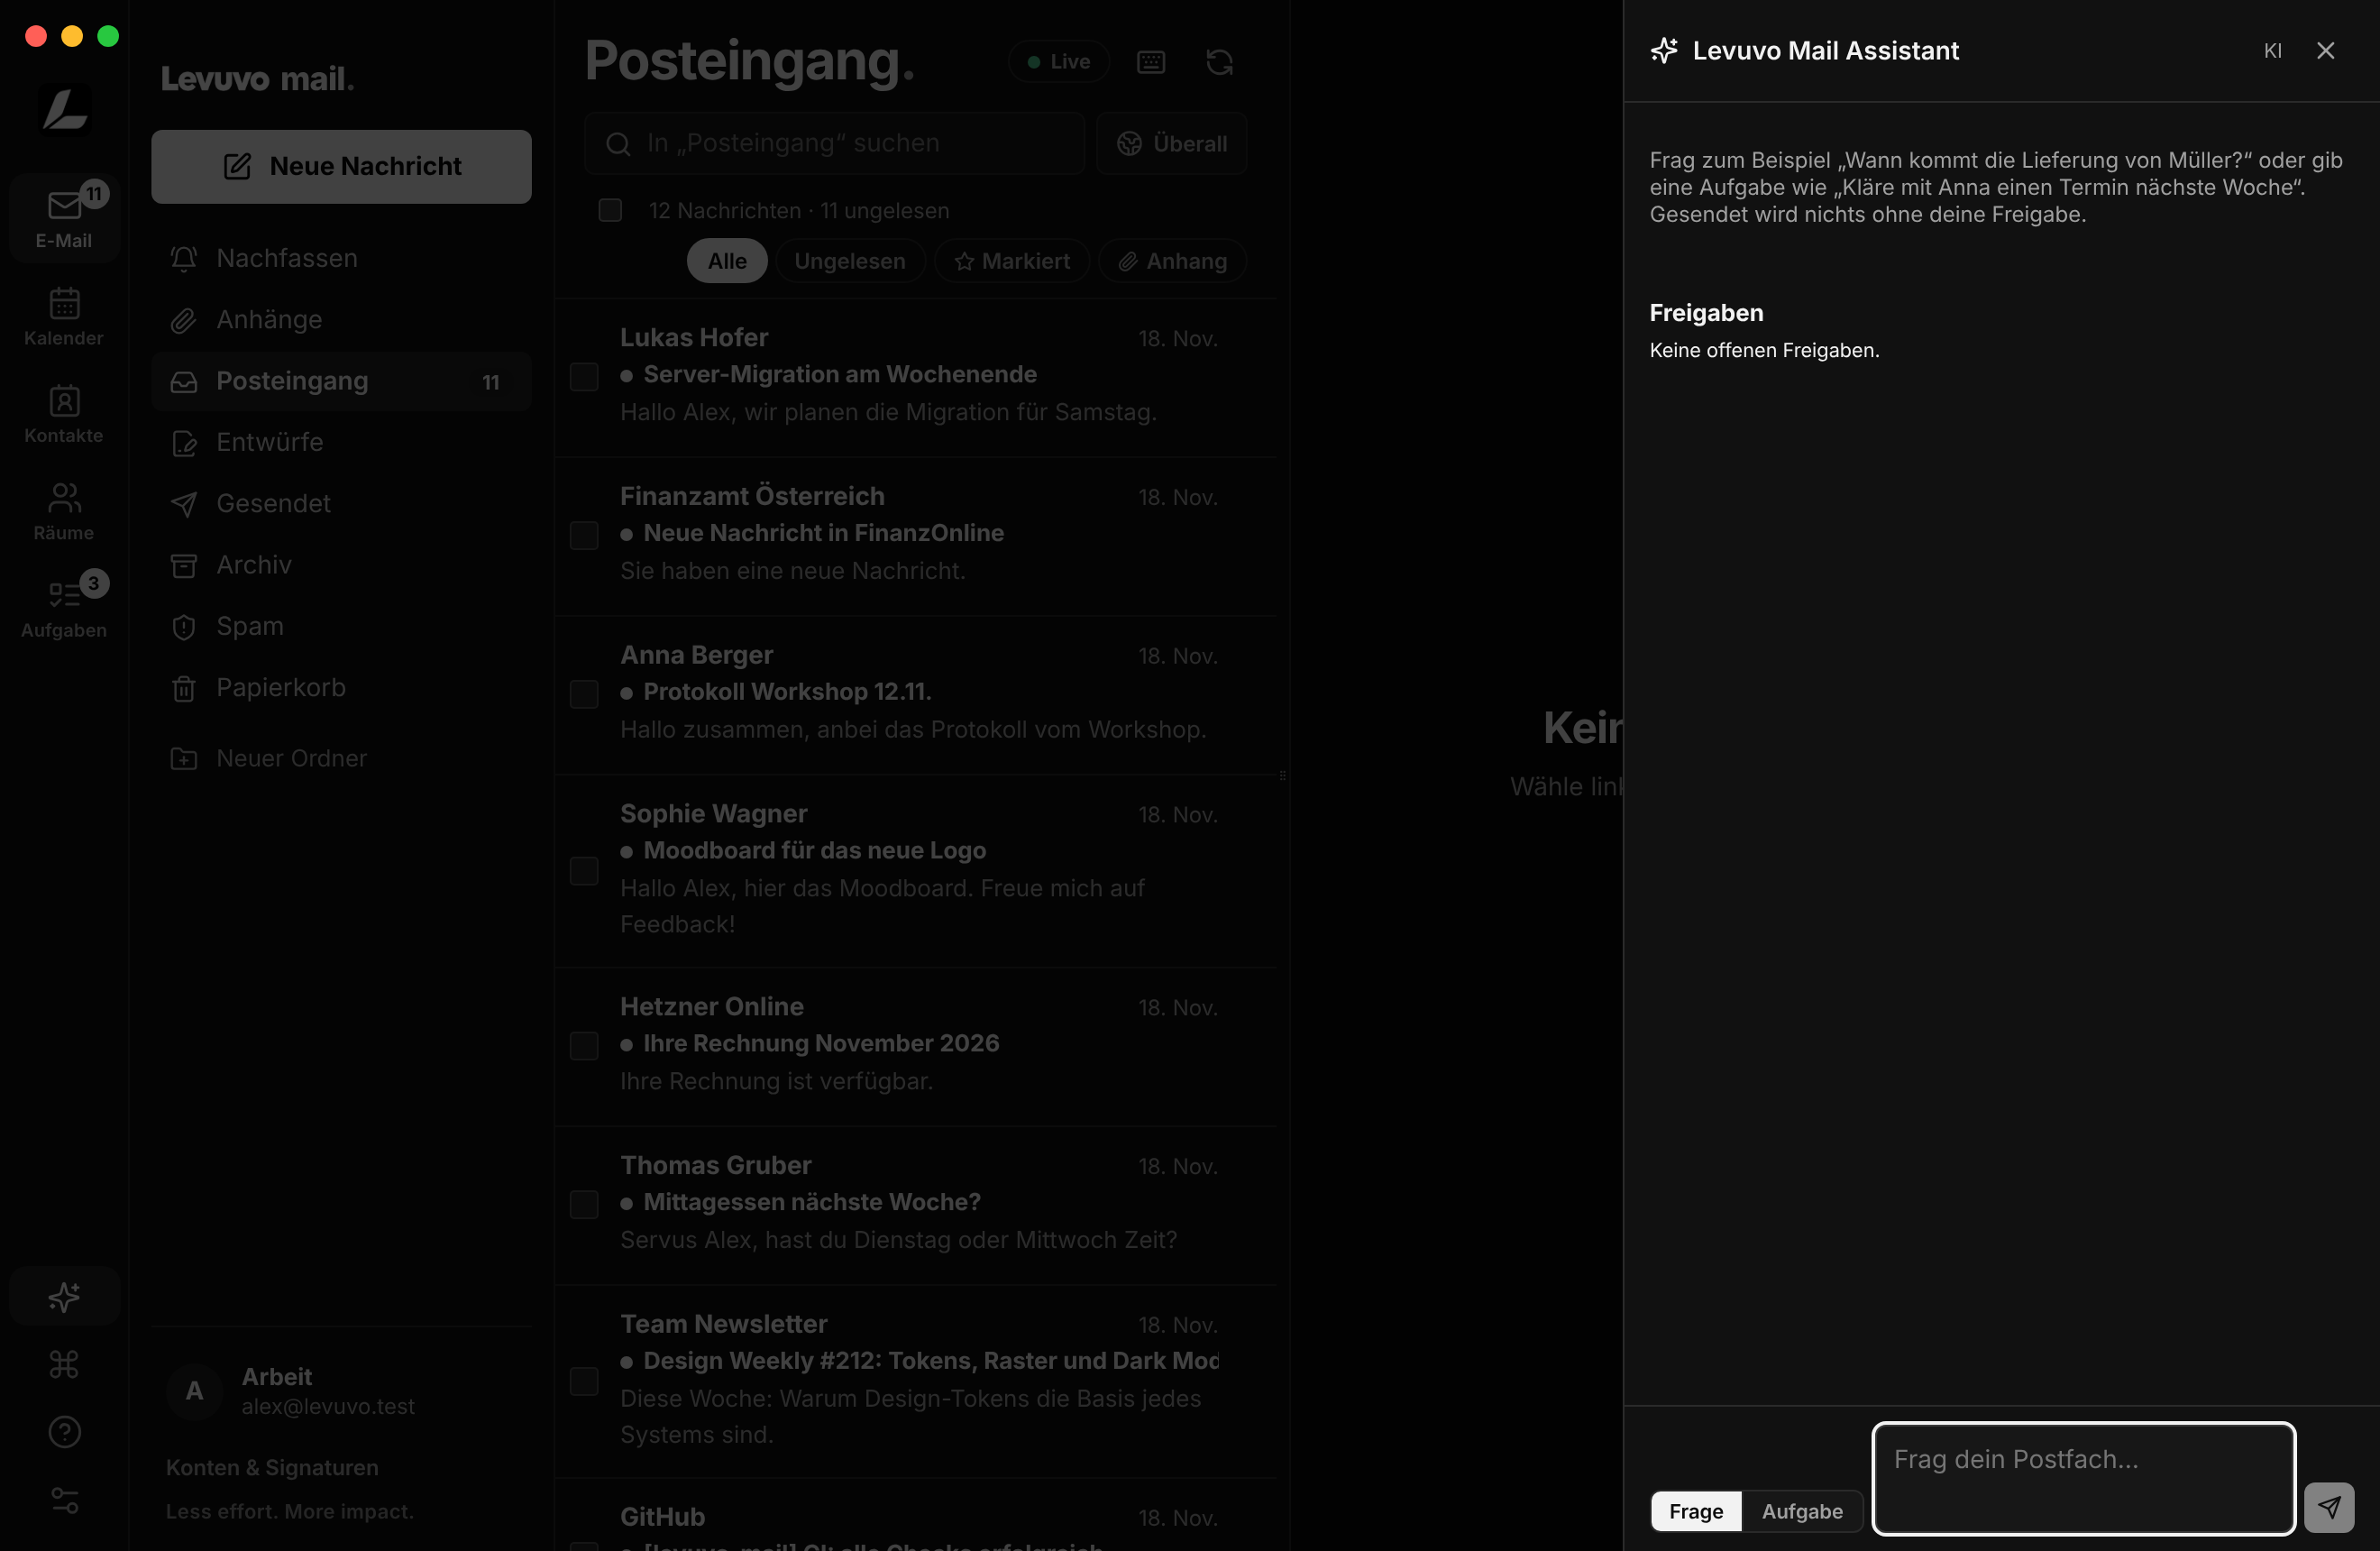 Levuvo mail.
Neue Nachricht
11
E-Mail
Kalender
Kontakte
Räume
3
Aufgaben
Nachfassen
Anhänge
Posteingang 11
Entwürfe
Gesendet
Archiv
Spam
Papierkorb
Neuer Ordner
A
Arbeit
alex@levuvo.test
Konten & Signaturen
Less effort. More impact.
Posteingang.
Live
In „Posteingang“ suchen
Überall
12 Nachrichten · 11 ungelesen
Alle Ungelesen Markiert Anhang
Lukas Hofer 18. Nov.
Server-Migration am Wochenende
Hallo Alex, wir planen die Migration für Samstag.
Finanzamt Österreich 18. Nov.
Neue Nachricht in FinanzOnline
Sie haben eine neue Nachricht.
Anna Berger 18. Nov.
Protokoll Workshop 12.11.
Hallo zusammen, anbei das Protokoll vom Workshop.
Sophie Wagner 18. Nov.
Moodboard für das neue Logo
Hallo Alex, hier das Moodboard. Freue mich auf
Feedback!
Hetzner Online 18. Nov.
Ihre Rechnung November 2026
Ihre Rechnung ist verfügbar.
Thomas Gruber 18. Nov.
Mittagessen nächste Woche?
Servus Alex, hast du Dienstag oder Mittwoch Zeit?
Team Newsletter 18. Nov.
Design Weekly #212: Tokens, Raster und Dark Mod
Diese Woche: Warum Design-Tokens die Basis jedes
Systems sind.
GitHub 18. Nov.
[levuvo-mail] CI: alle Checks erfolgreich
Kein
Wähle link
Levuvo Mail Assistant
KI
Frag zum Beispiel „Wann kommt die Lieferung von Müller?“ oder gib
eine Aufgabe wie „Kläre mit Anna einen Termin nächste Woche“.
Gesendet wird nichts ohne deine Freigabe.
Freigaben
Keine offenen Freigaben.
Frage Aufgabe
Frag dein Postfach...